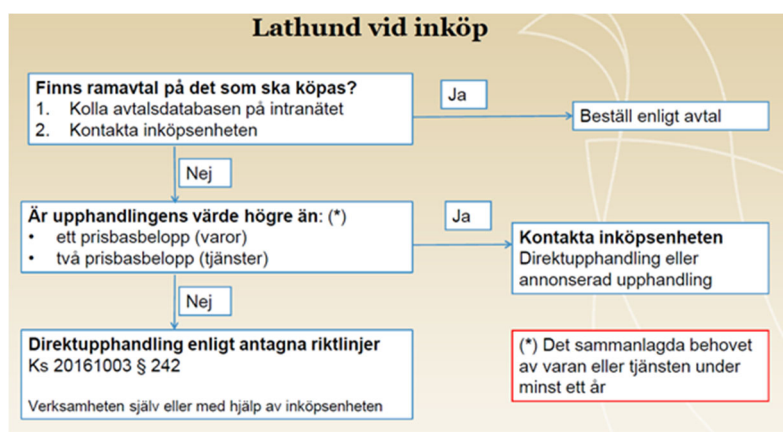 Lathund vid inköp
Finns ramavtal på det som ska köpas?
1. Kolla avtalsdatabasen på intranätet
2. Kontakta inköpsenheten
Ja
Beställ enligt avtal
Nej
Är upphandlingens värde högre än: (*)
• ett prisbasbelopp (varor)
• två prisbasbelopp (tjänster)
Ja
Kontakta inköpsenheten
Direktupphandling eller
annonserad upphandling
Nej
Direktupphandling enligt antagna riktlinjer
Ks 20161003 § 242
Verksamheten själv eller med hjälp av inköpsenheten
(*) Det sammanlagda behovet
av varan eller tjänsten under
minst ett år